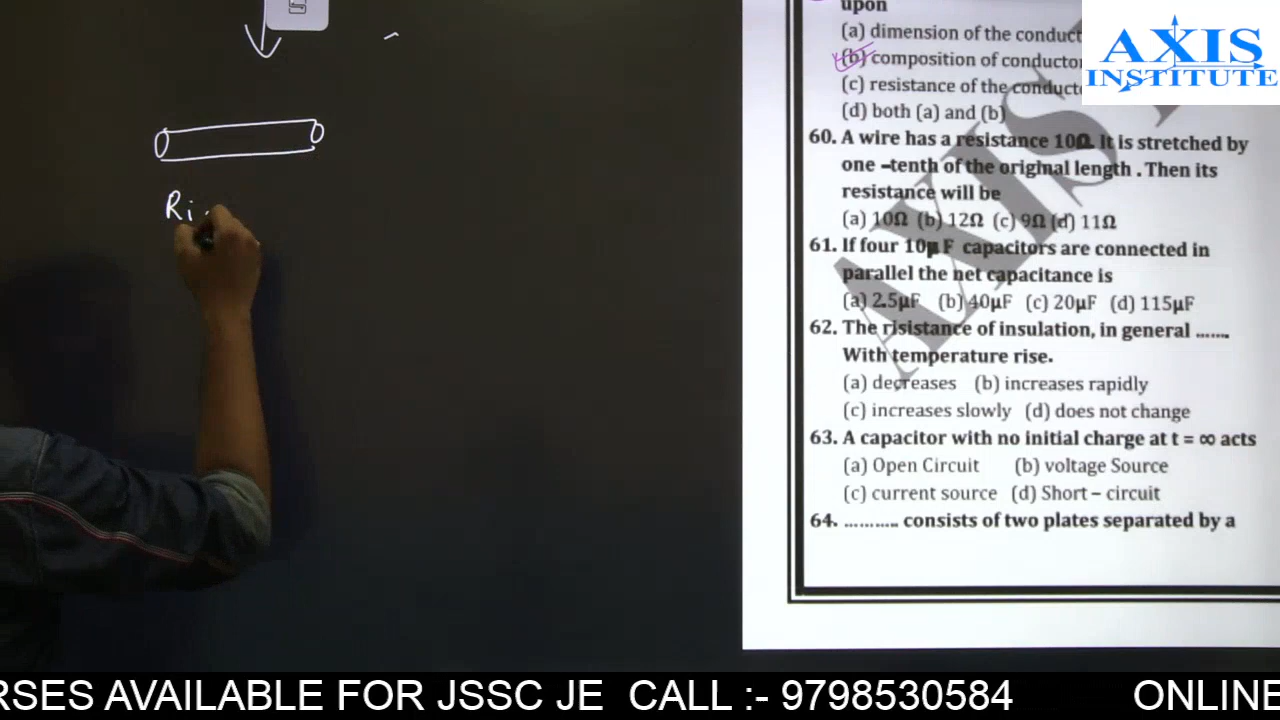 Ri
upon
(a) dimension of the conduct
(b) composition of conductor
(c) resistance of the conducto
(d) both (a) and (b)
AXIS
INSTITUTE
60. A wire has a resistance 10Ω. It is stretched by
one –tenth of the original length . Then its
resistance will be
(a) 10Ω (b) 12Ω (c) 9Ω (d) 11Ω
61. If four 10µ F capacitors are connected in
parallel the net capacitance is
(a) 2.5µF (b) 40µF (c) 20µF (d) 115µF
62. The risistance of insulation, in general .......
With temperature rise.
(a) decreases (b) increases rapidly
(c) increases slowly (d) does not change
63. A capacitor with no initial charge at t = ∞ acts
(a) Open Circuit (b) voltage Source
(c) current source (d) Short – circuit
64. ........... consists of two plates separated by a
RSES AVAILABLE FOR JSSC JE CALL :- 9798530584 ONLINE